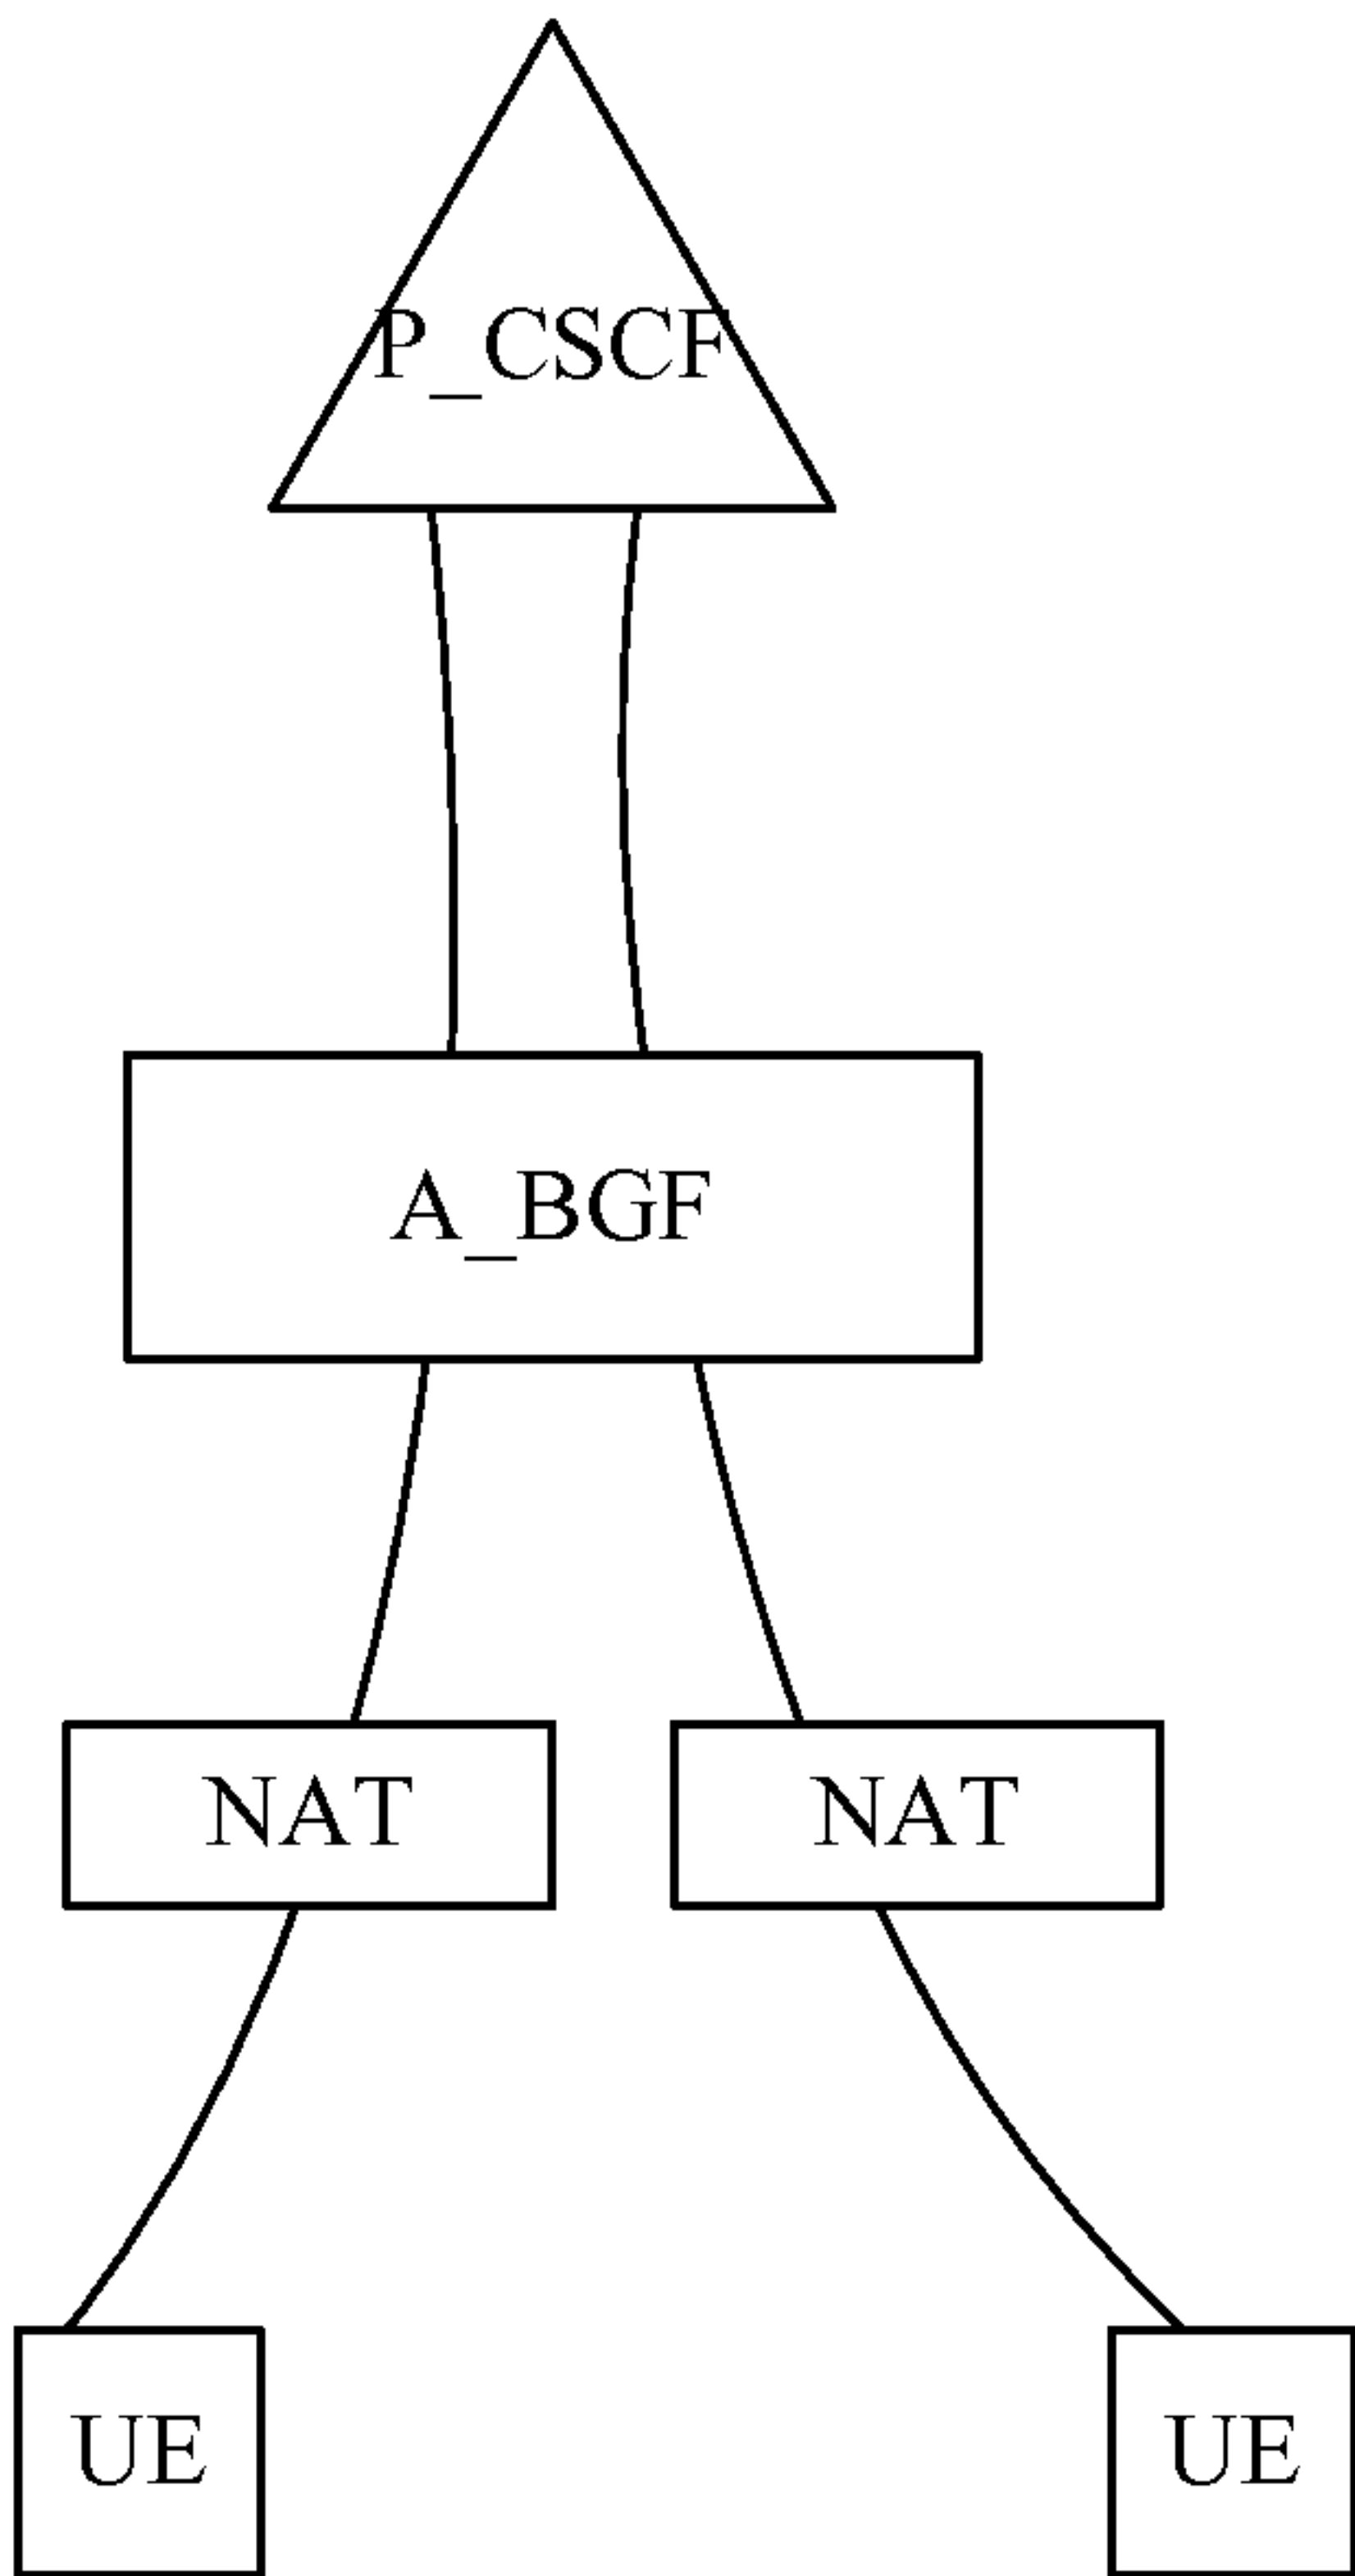 P_CSCF
A_BGF
NAT
NAT
UE
UE